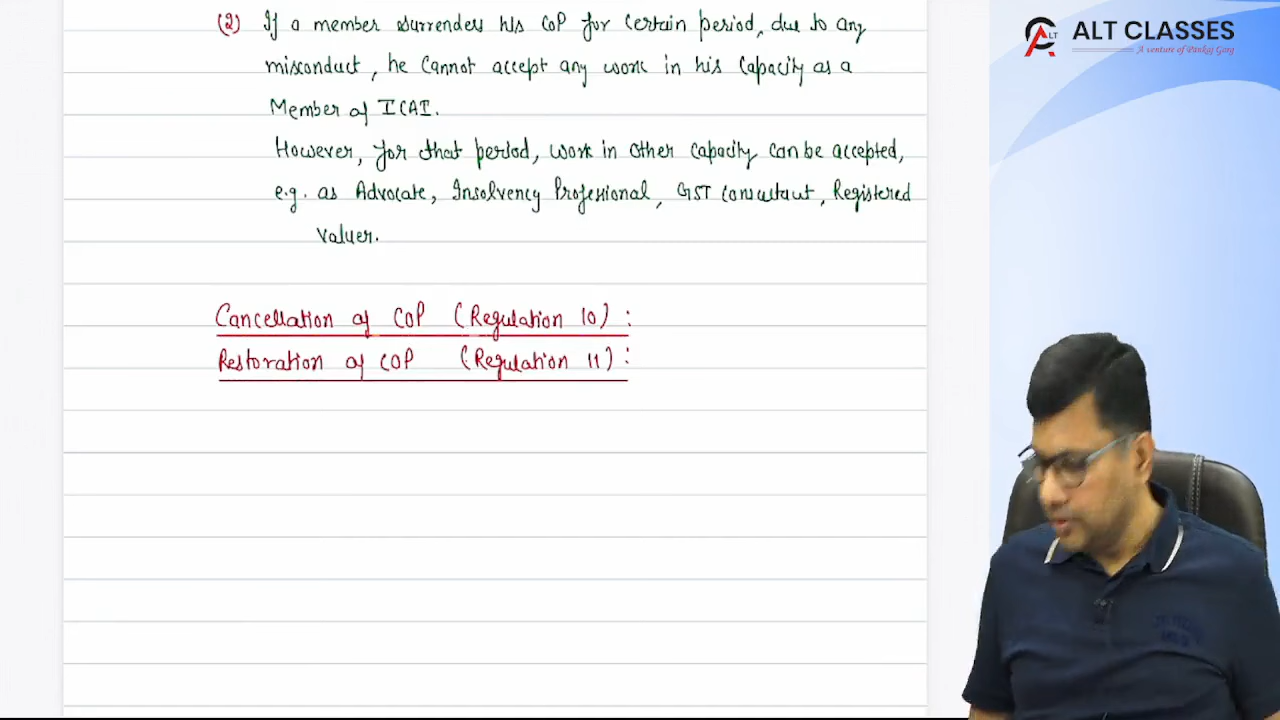 (2) If a member surrenders his COP for certain period, due to any
misconduct, he cannot accept any work in his capacity as a
Member of ICAI.
However, for that period, work in other capacity can be accepted,
e.g. as Advocate, Insolvency Professional, GST Consultant, Registered
Valuer.
Cancellation of COP (Regulation 10) :
Restoration of COP (Regulation 11) :
ALT
ALT CLASSES
A venture of Pankaj Garg